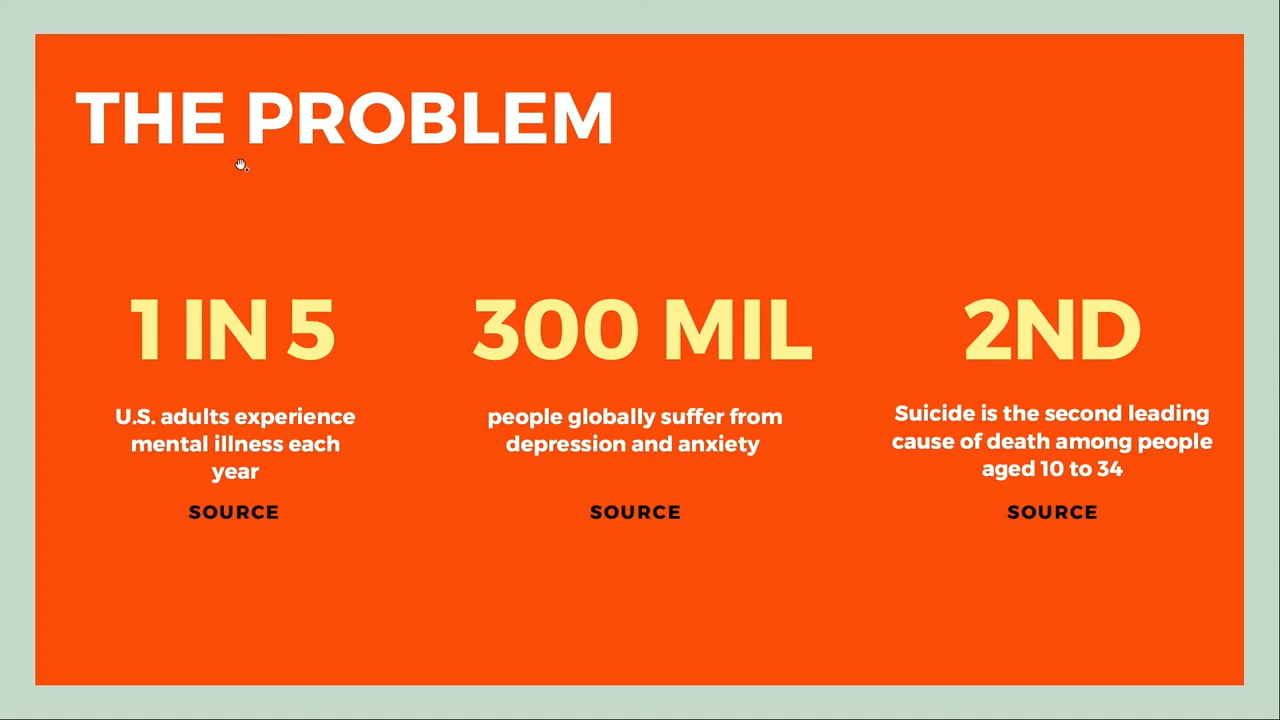 THE PROBLEM
1 IN 5
U.S. adults experience
mental illness each
year
SOURCE
300 MIL
people globally suffer from
depression and anxiety
SOURCE
2ND
Suicide is the second leading
cause of death among people
aged 10 to 34
SOURCE